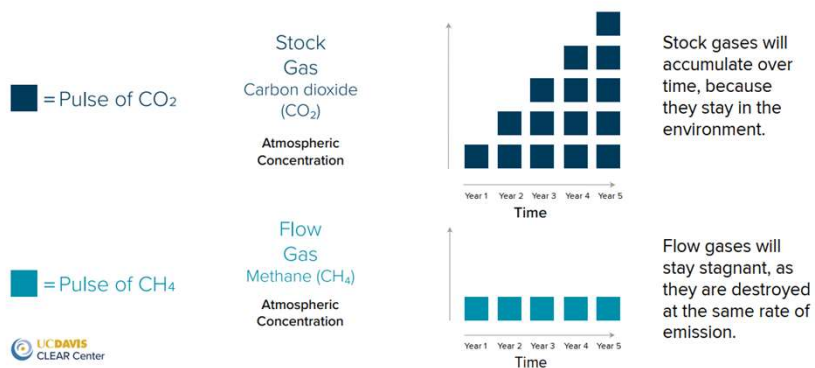 = Pulse of CO₂
Stock
Gas
Carbon dioxide
(CO₂)
Atmospheric
Concentration
Year 1 Year 2 Year 3 Year 4 Year 5
Time
Stock gases will
accumulate over
time, because
they stay in the
environment.
= Pulse of CH₄
Flow
Gas
Methane (CH₄)
Atmospheric
Concentration
Year 1 Year 2 Year 3 Year 4 Year 5
Time
Flow gases will
stay stagnant, as
they are destroyed
at the same rate of
emission.
UCDAVIS
CLEAR Center